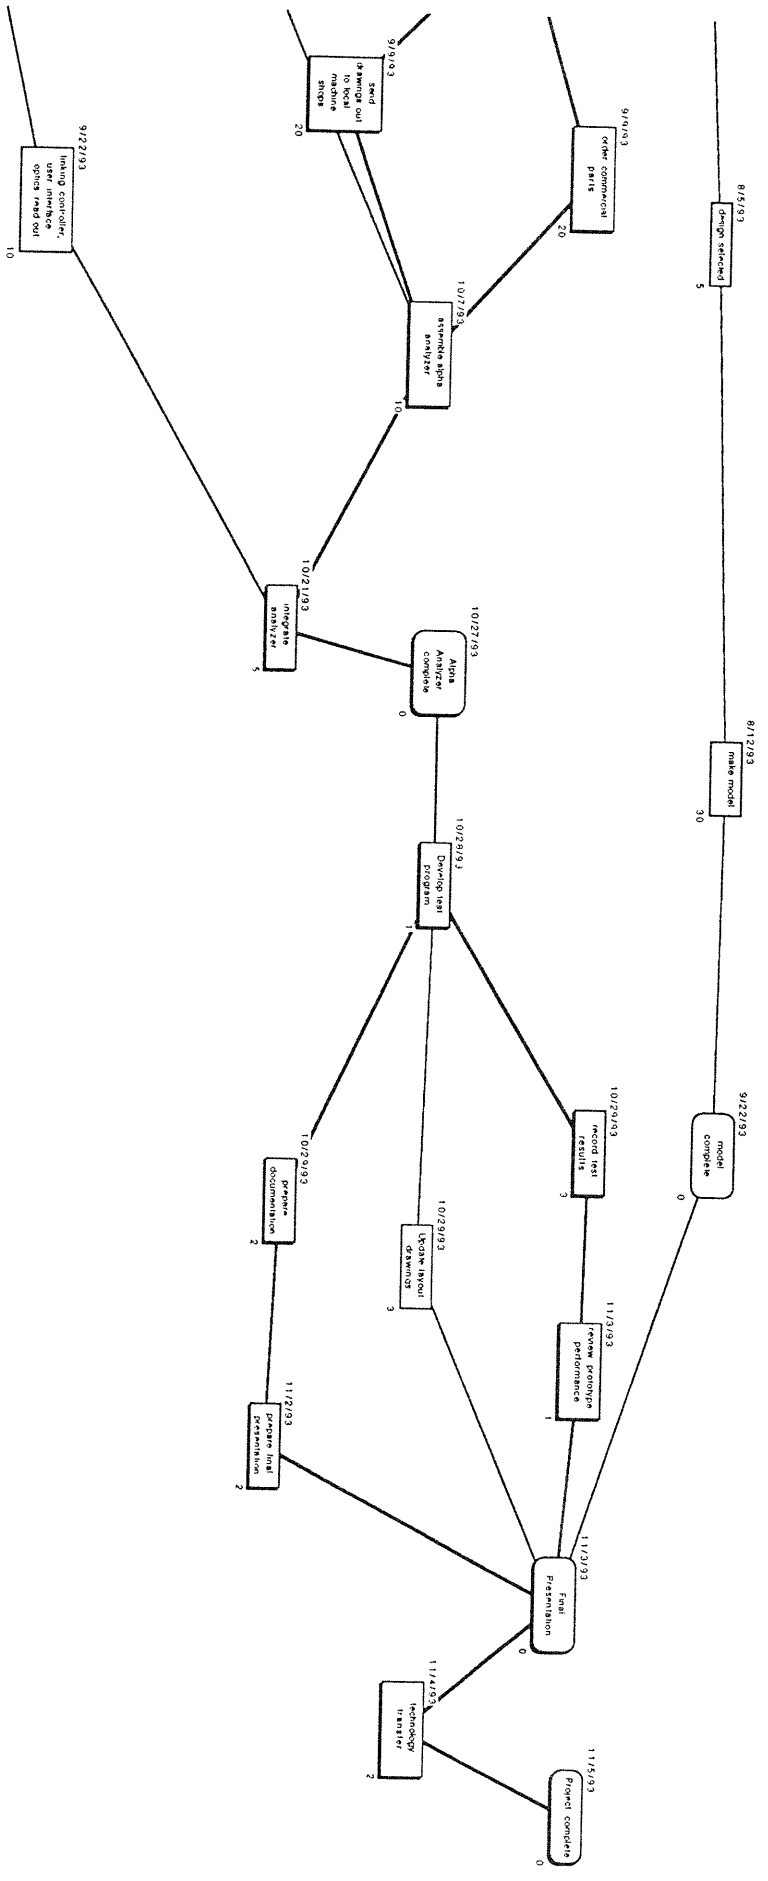 8/5/93
design selected
5
8/12/93
make model
30
9/22/93
model
complete
0
9/9/93
order commercial
parts
20
9/9/93
send
drawings out
to local
machine
shops
20
10/7/93
assemble alpha
analyzer
10
9/22/93
linking controller,
user interface
optics read out
10
10/21/93
integrate
analyzer
5
10/27/93
Alpha
Analyzer
complete
0
10/28/93
Develop test
program
1
10/29/93
record test
results
3
10/29/93
Update layout
drawings
3
10/29/93
prepare
documentation
2
11/3/93
review prototype
performance
1
11/2/93
prepare final
presentation
2
11/3/93
Final
Presentation
0
11/4/93
technology
transfer
2
11/5/93
Project complete
0